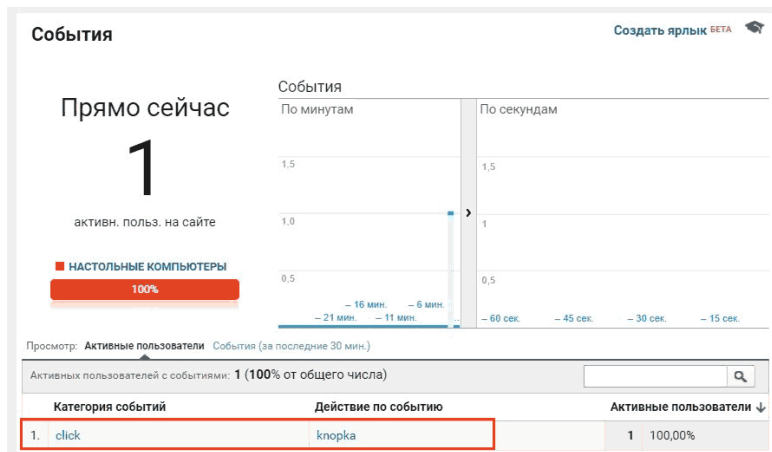 События
Создать ярлык БЕТА
Прямо сейчас
1
активн. польз. на сайте
НАСТОЛЬНЫЕ КОМПЬЮТЕРЫ
100%
События
По минутам
По секундам
1,5
1,5
1,0
1
0,5
0,5
– 16 мин. – 6 мин.
– 21 мин. – 11 мин. ..
– 60 сек. – 45 сек. – 30 сек. – 15 сек.
Просмотр: Активные пользователи События (за последние 30 мин.)
Активных пользователей с событиями: 1 (100% от общего числа)
Категория событий Действие по событию Активные пользователи
1. click knopka 1 100,00%